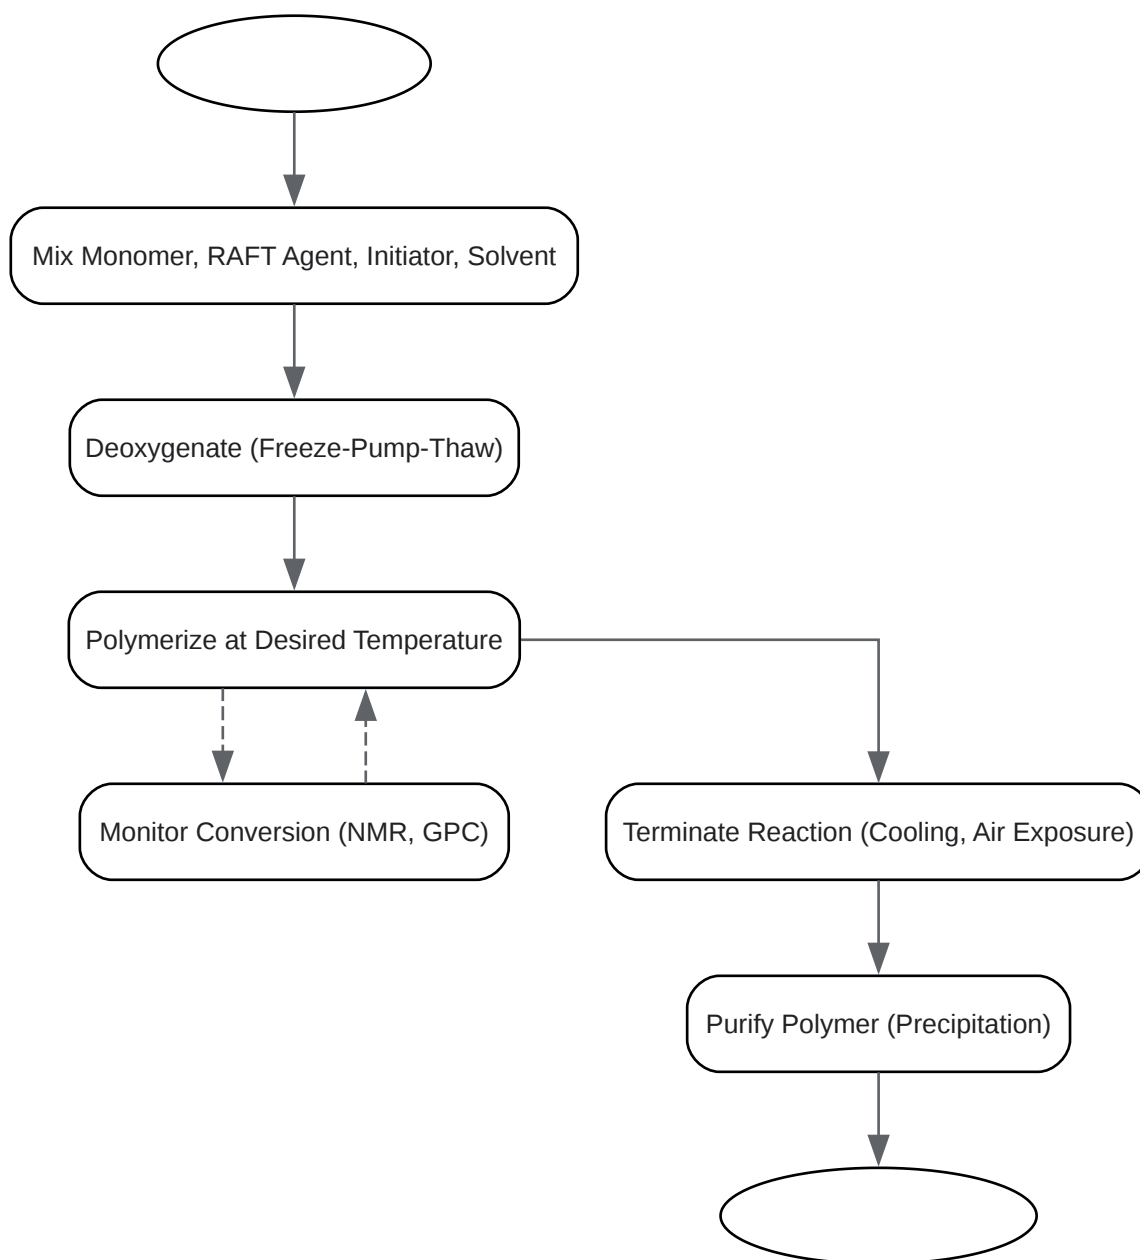 Mix Monomer, RAFT Agent, Initiator, Solvent
Deoxygenate (Freeze-Pump-Thaw)
Polymerize at Desired Temperature
Monitor Conversion (NMR, GPC)
Terminate Reaction (Cooling, Air Exposure)
Purify Polymer (Precipitation)